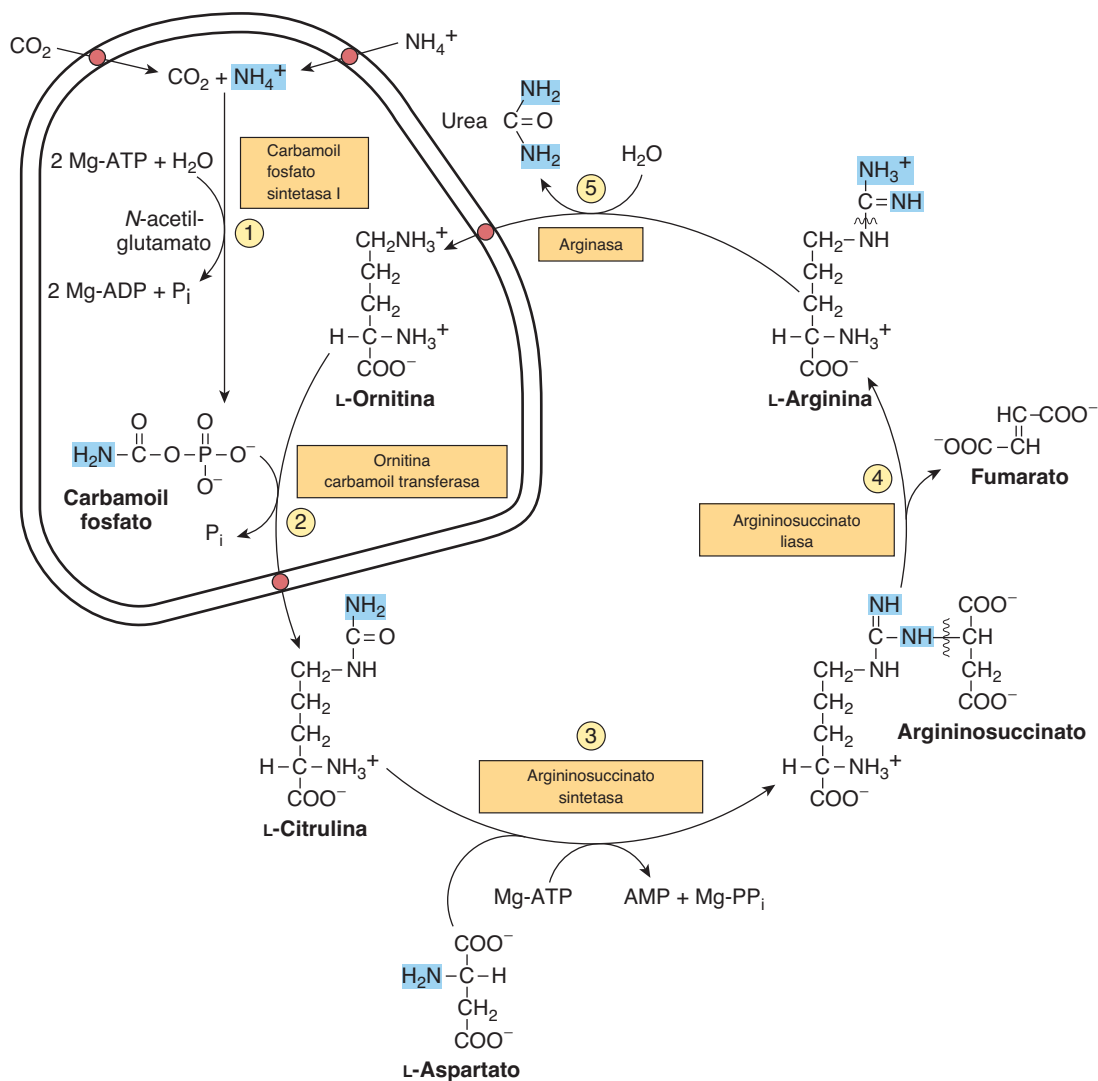 CO₂
NH₄⁺
CO₂ + NH₄⁺
2 Mg-ATP + H₂O
Carbamoil
fosfato
sintetasa I
N-acetil-
glutamato
1
2 Mg-ADP + Pᵢ
NH₂
Urea C=O
NH₂
H₂O
5
Arginasa
CH₂NH₃⁺
CH₂
CH₂
H–C–NH₃⁺
COO⁻
L-Ornitina
NH₃⁺
C=NH
CH₂–NH
CH₂
CH₂
H–C–NH₃⁺
COO⁻
L-Arginina
O O
H₂N–C–O–P–O⁻
O⁻
Carbamoil
fosfato
Ornitina
carbamoil transferasa
Pᵢ
2
HC–COO⁻
⁻OOC–CH
Fumarato
4
Argininosuccinato
liasa
NH₂
C=O
CH₂–NH
CH₂
CH₂
H–C–NH₃⁺
COO⁻
L-Citrulina
NH COO⁻
C–NH–CH
CH₂–NH CH₂
CH₂ COO⁻
Argininosuccinato
CH₂
H–C–NH₃⁺
COO⁻
3
Argininosuccinato
sintetasa
Mg-ATP
AMP + Mg-PPᵢ
COO⁻
H₂N–C–H
CH₂
COO⁻
L-Aspartato